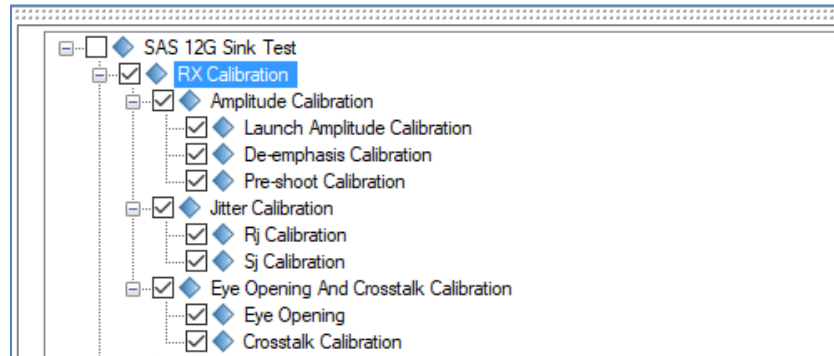 SAS 12G Sink Test
RX Calibration
Amplitude Calibration
Launch Amplitude Calibration
De-emphasis Calibration
Pre-shoot Calibration
Jitter Calibration
Rj Calibration
Sj Calibration
Eye Opening And Crosstalk Calibration
Eye Opening
Crosstalk Calibration